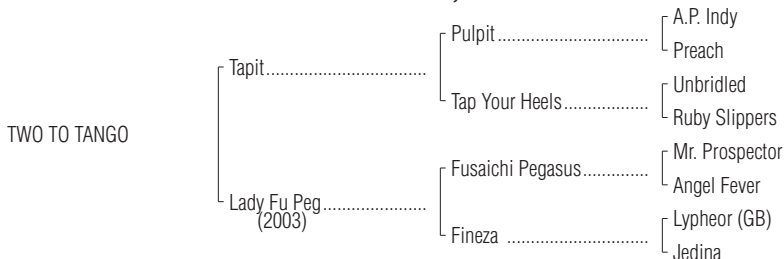 A.P. Indy
Pulpit
Preach
Tapit
Unbridled
Tap Your Heels
Ruby Slippers
TWO TO TANGO
Mr. Prospector
Fusaichi Pegasus
Angel Fever
Lady Fu Peg
(2003)
Lypheor (GB)
Fineza
Jedina